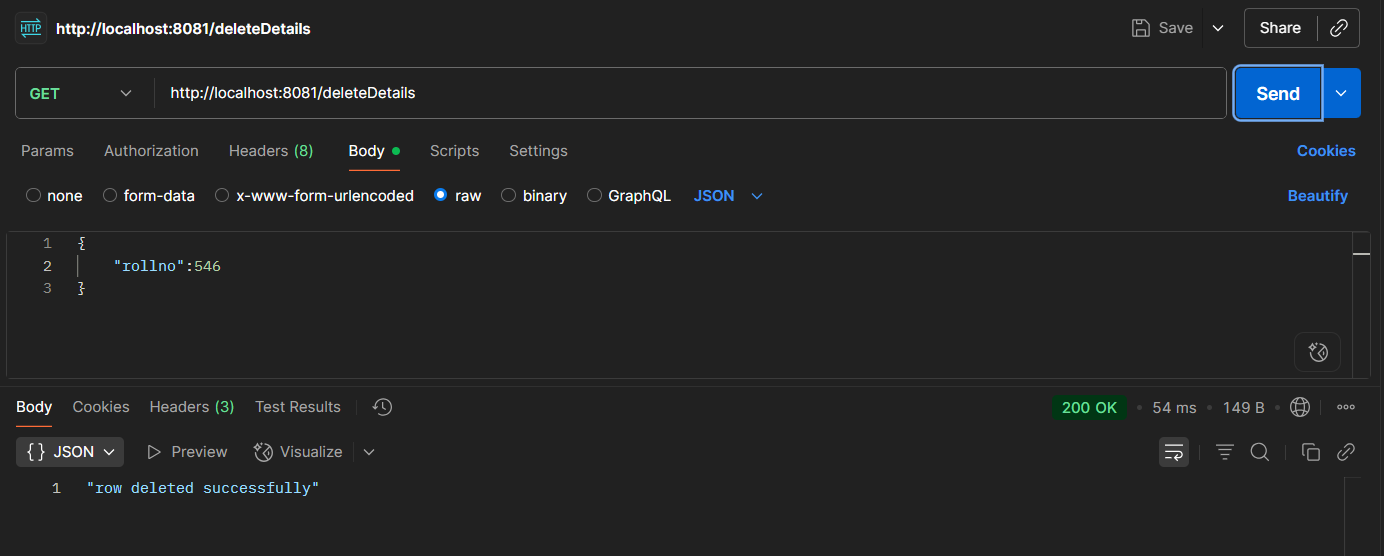 HTTP http://localhost:8081/deleteDetails Save Share
GET http://localhost:8081/deleteDetails Send
Params Authorization Headers (8) Body Scripts Settings Cookies
none form-data x-www-form-urlencoded raw binary GraphQL JSON Beautify
1 {
2 "rollno":546
3 }
Body Cookies Headers (3) Test Results 200 OK • 54 ms • 149 B •
{} JSON Preview Visualize
1 "row deleted successfully"